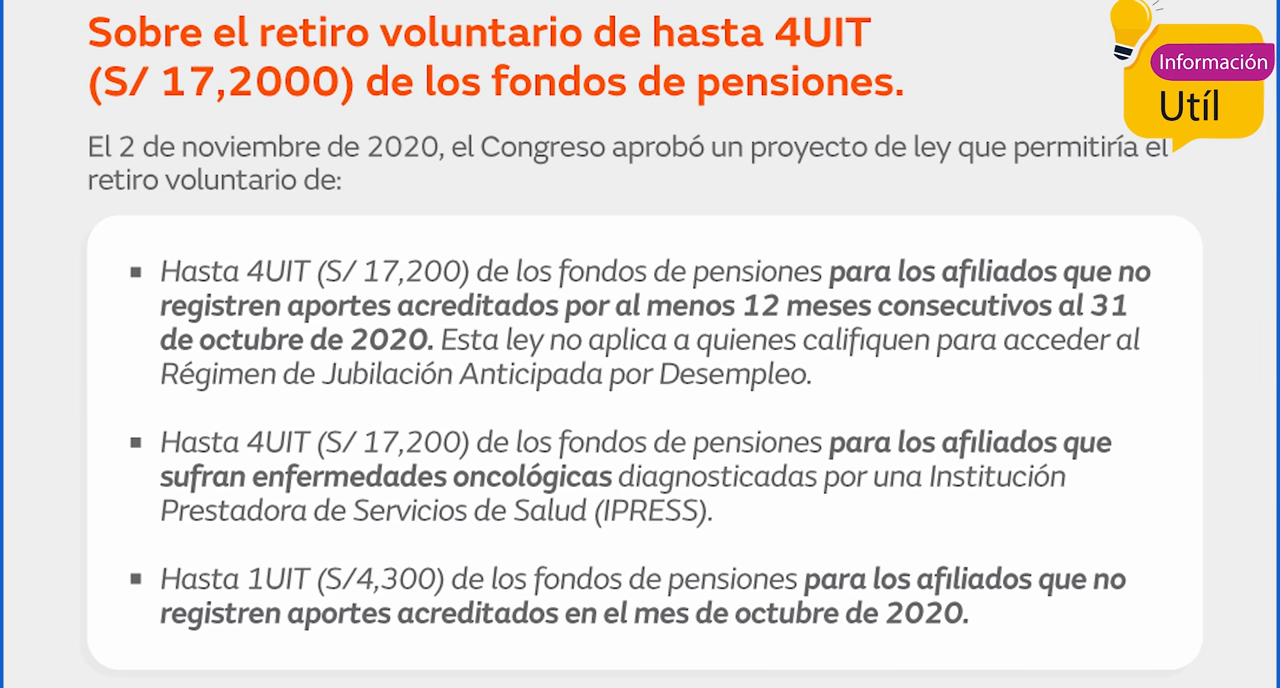 Sobre el retiro voluntario de hasta 4UIT
(S/ 17,2000) de los fondos de pensiones.
Información
Utíl
El 2 de noviembre de 2020, el Congreso aprobó un proyecto de ley que permitiría el
retiro voluntario de:
▪ Hasta 4UIT (S/ 17,200) de los fondos de pensiones para los afiliados que no
registren aportes acreditados por al menos 12 meses consecutivos al 31
de octubre de 2020. Esta ley no aplica a quienes califiquen para acceder al
Régimen de Jubilación Anticipada por Desempleo.
▪ Hasta 4UIT (S/ 17,200) de los fondos de pensiones para los afiliados que
sufran enfermedades oncológicas diagnosticadas por una Institución
Prestadora de Servicios de Salud (IPRESS).
▪ Hasta 1UIT (S/4,300) de los fondos de pensiones para los afiliados que no
registren aportes acreditados en el mes de octubre de 2020.